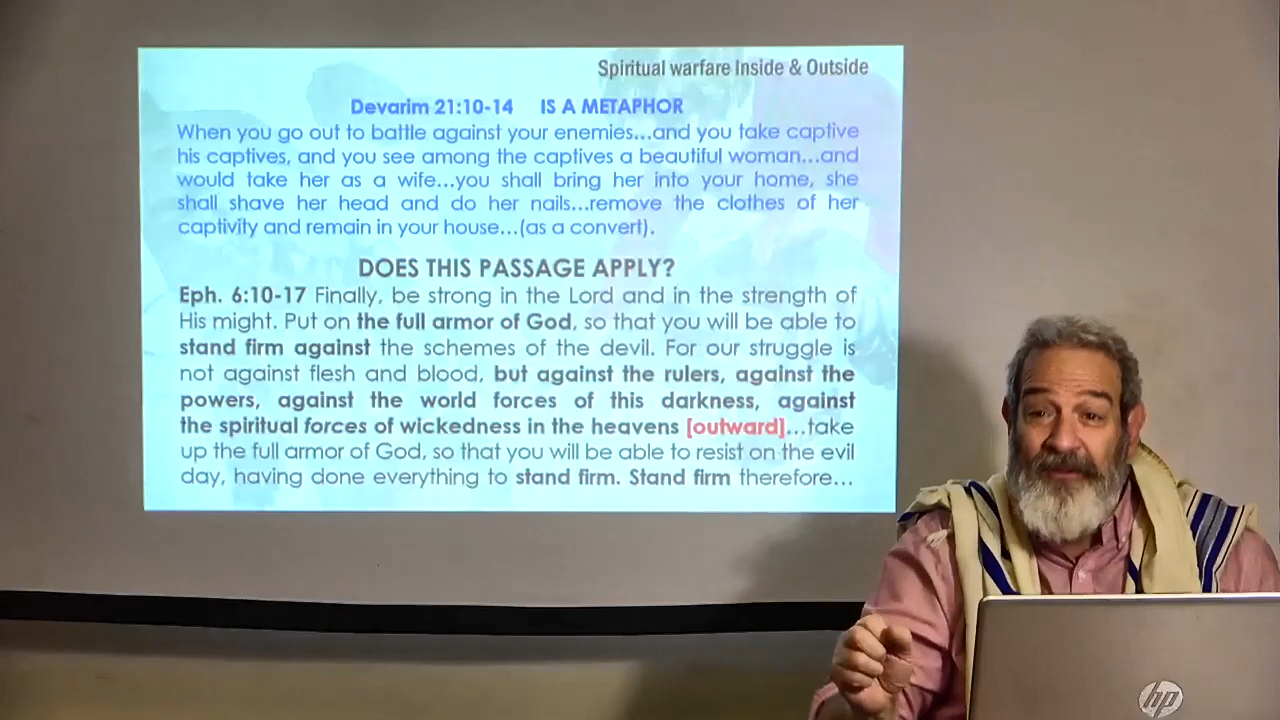 Spiritual warfare Inside & Outside
Devarim 21:10-14 IS A METAPHOR
When you go out to battle against your enemies...and you take captive
his captives, and you see among the captives a beautiful woman...and
would take her as a wife...you shall bring her into your home, she
shall shave her head and do her nails...remove the clothes of her
captivity and remain in your house...(as a convert).
DOES THIS PASSAGE APPLY?
Eph. 6:10-17 Finally, be strong in the Lord and in the strength of
His might. Put on the full armor of God, so that you will be able to
stand firm against the schemes of the devil. For our struggle is
not against flesh and blood, but against the rulers, against the
powers, against the world forces of this darkness, against
the spiritual forces of wickedness in the heavens [outward]...take
up the full armor of God, so that you will be able to resist on the evil
day, having done everything to stand firm. Stand firm therefore...
hp